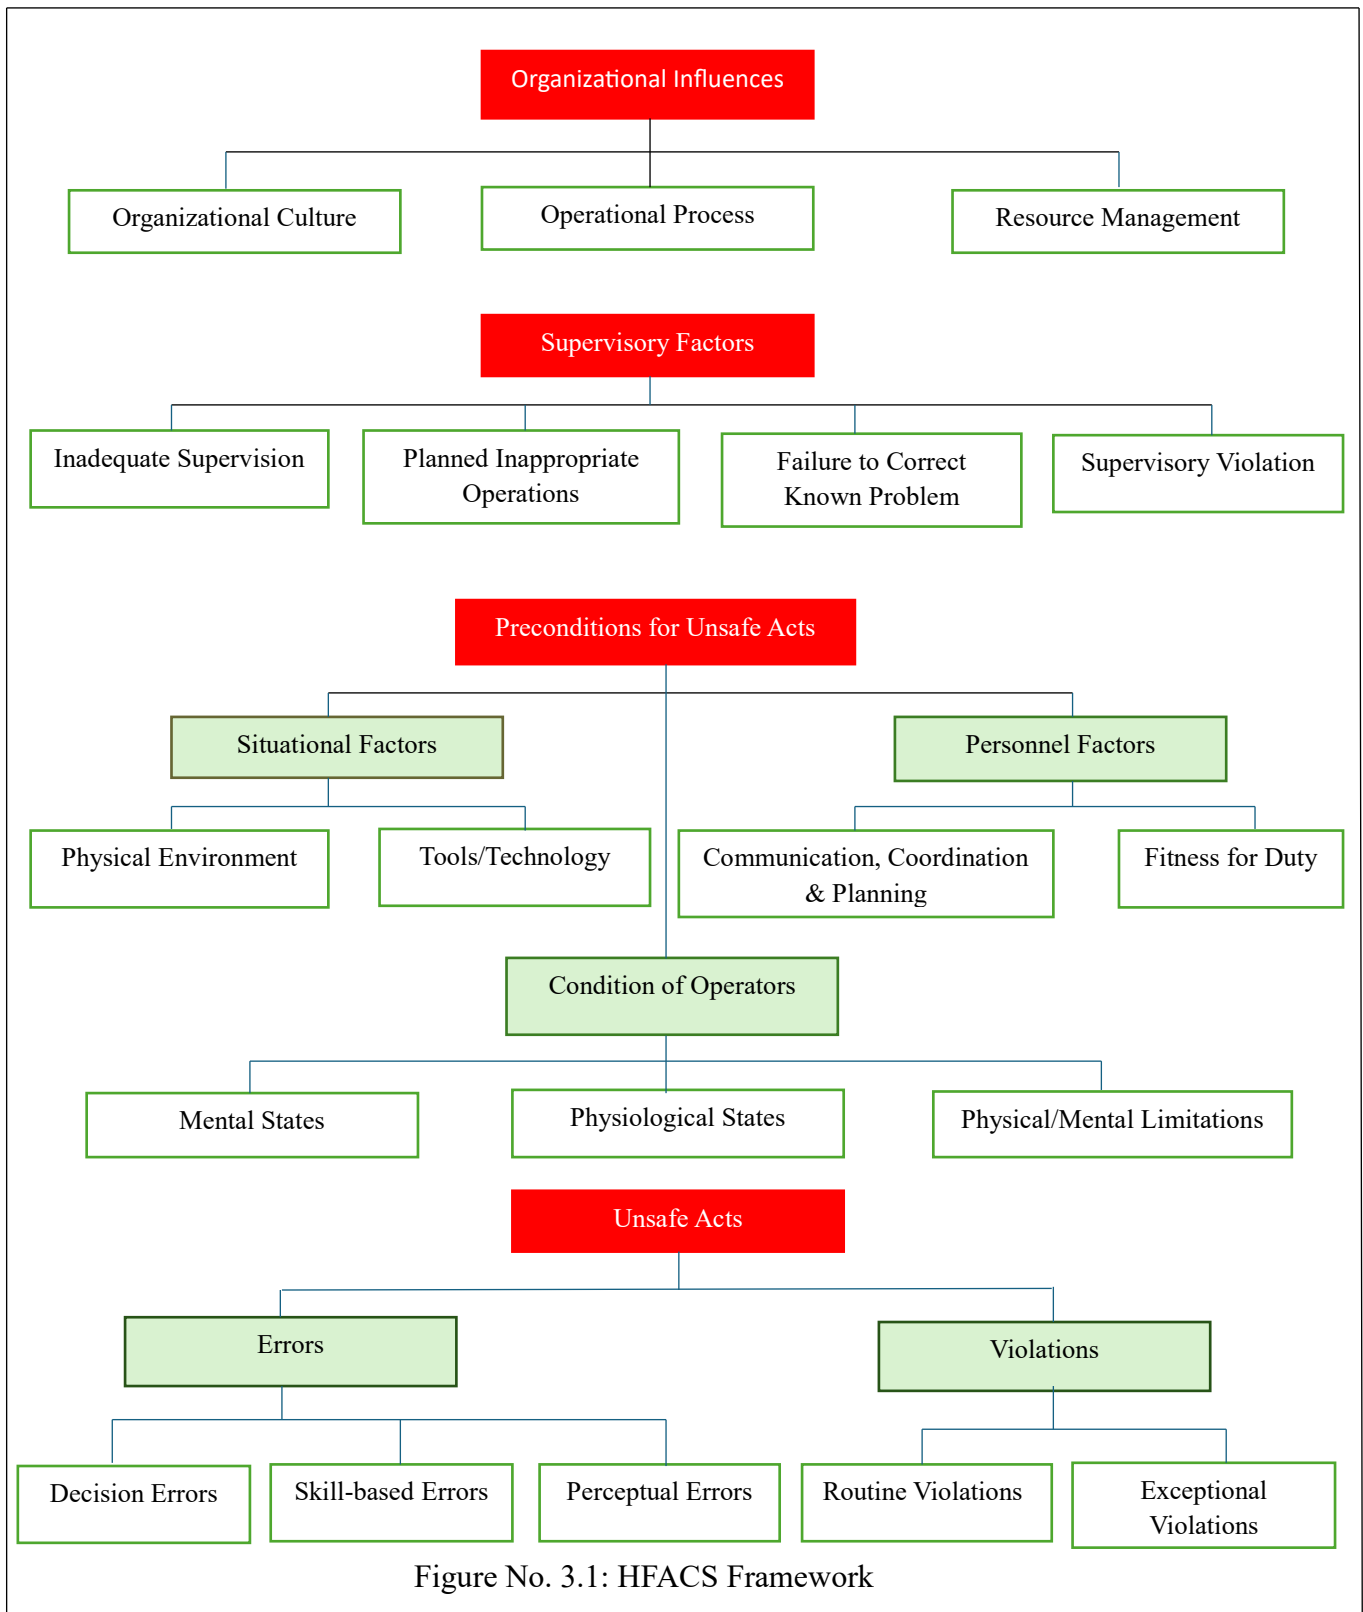 Organizational Influences
Organizational Culture
Operational Process
Resource Management
Supervisory Factors
Inadequate Supervision
Planned Inappropriate
Operations
Failure to Correct
Known Problem
Supervisory Violation
Preconditions for Unsafe Acts
Situational Factors
Personnel Factors
Physical Environment
Tools/Technology
Communication, Coordination
& Planning
Fitness for Duty
Condition of Operators
Mental States
Physiological States
Physical/Mental Limitations
Unsafe Acts
Errors
Violations
Decision Errors
Skill-based Errors
Perceptual Errors
Routine Violations
Exceptional
Violations
Figure No. 3.1: HFACS Framework